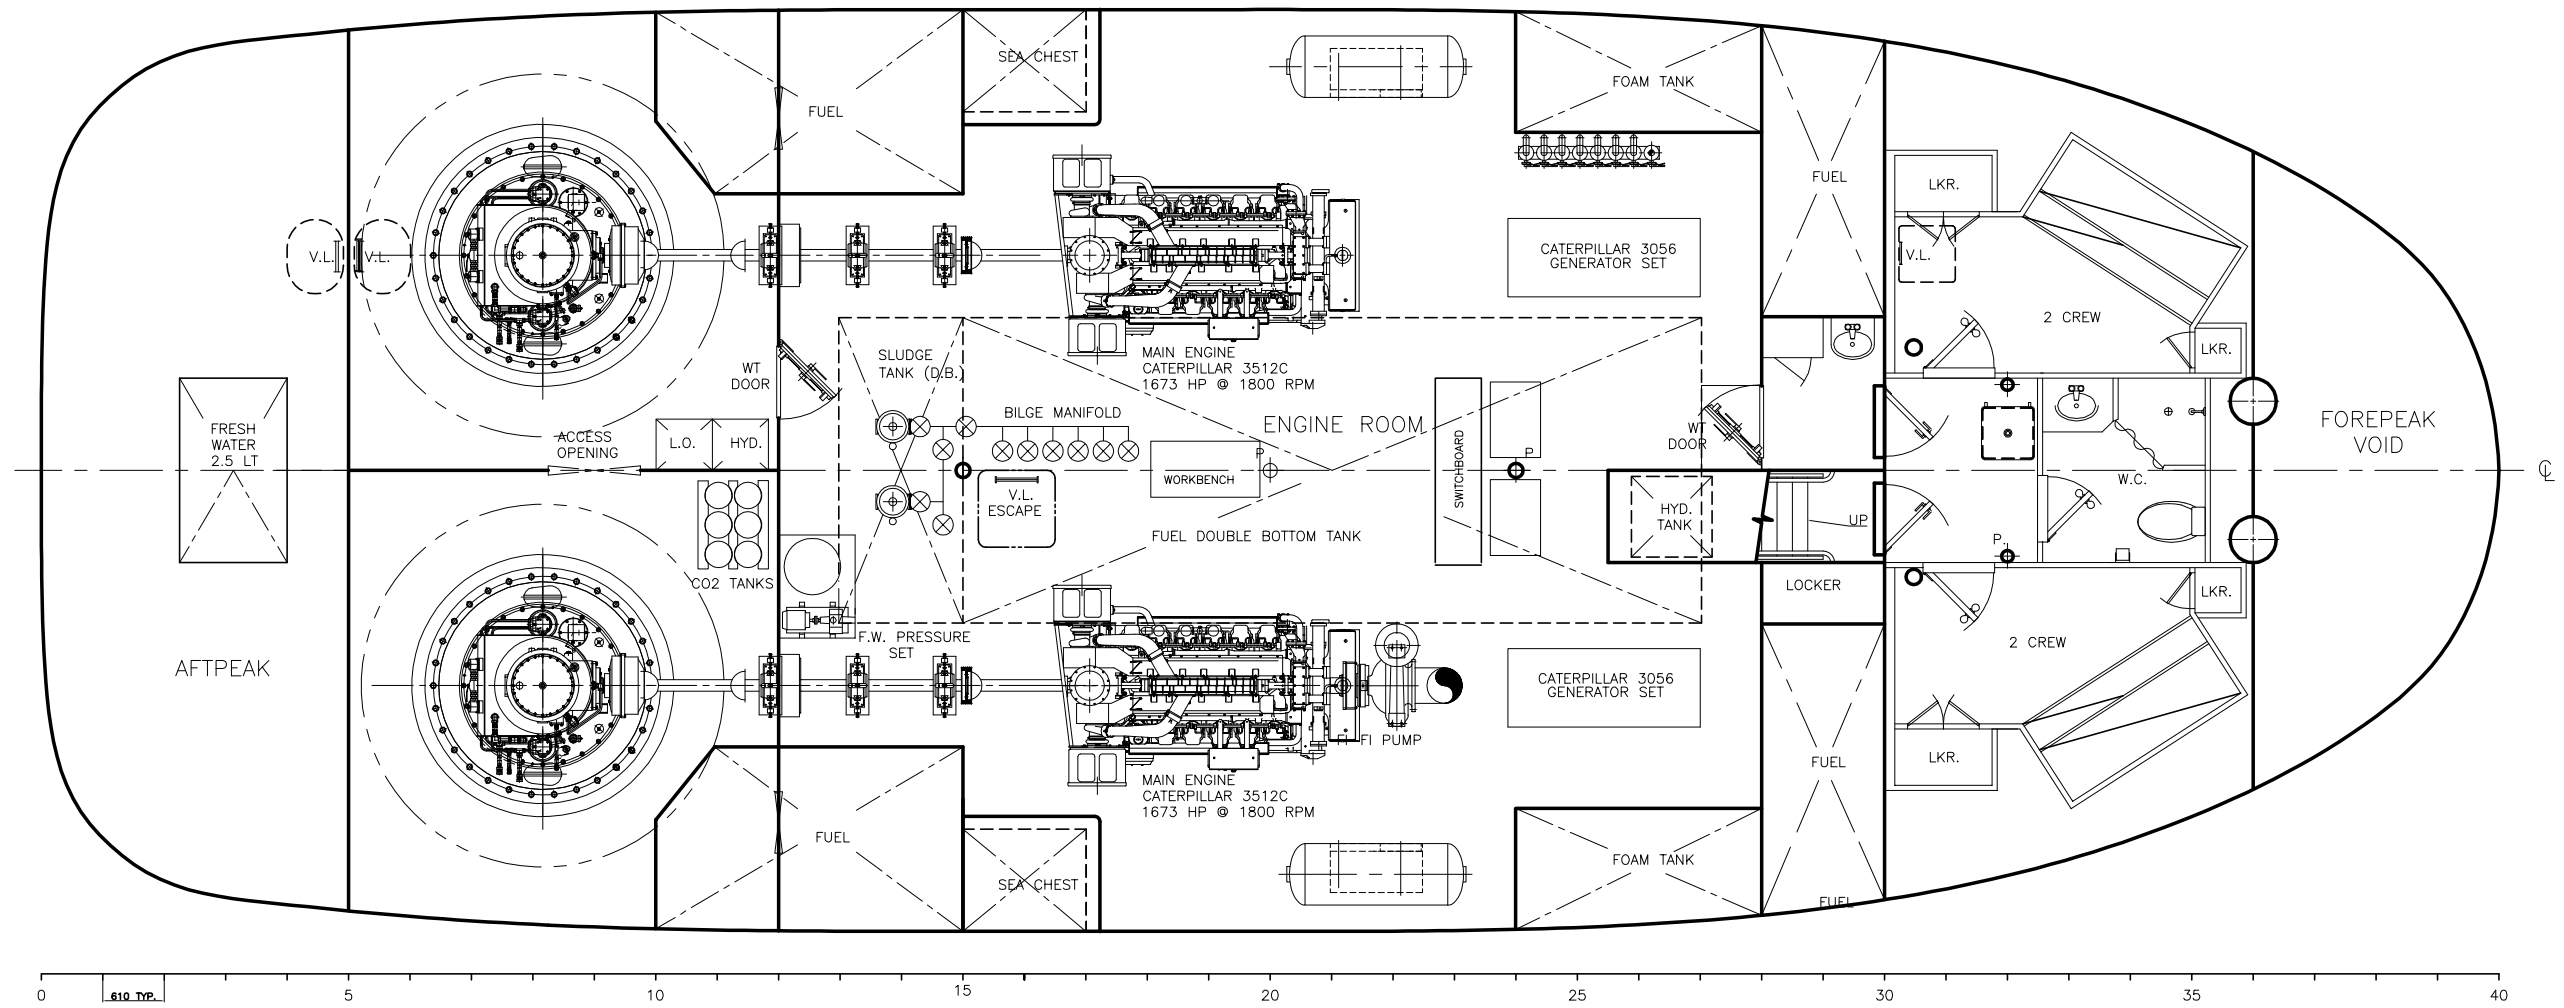 SEA CHEST
FOAM TANK
FUEL
FUEL
LKR.
V.L.
V.L.
CATERPILLAR 3056
GENERATOR SET
V.L.
2 CREW
LKR.
WT
DOOR
SLUDGE
TANK (D.B.)
MAIN ENGINE
CATERPILLAR 3512C
1673 HP @ 1800 RPM
BILGE MANIFOLD
ENGINE ROOM
FOREPEAK
VOID
FRESH
WATER
2.5 LT
ACCESS
OPENING
L.O.
HYD.
WT
DOOR
P
P
WORKBENCH
SWITCHBOARD
W.C.
CL
V.L.
ESCAPE
HYD.
TANK
UP
FUEL DOUBLE BOTTOM TANK
P.
CO2 TANKS
LOCKER
LKR.
F.W. PRESSURE
SET
2 CREW
AFTPEAK
CATERPILLAR 3056
GENERATOR SET
FI PUMP
LKR.
FUEL
MAIN ENGINE
CATERPILLAR 3512C
1673 HP @ 1800 RPM
FUEL
FOAM TANK
SEA CHEST
FUEL
0
610 TYP.
5
10
15
20
25
30
35
40